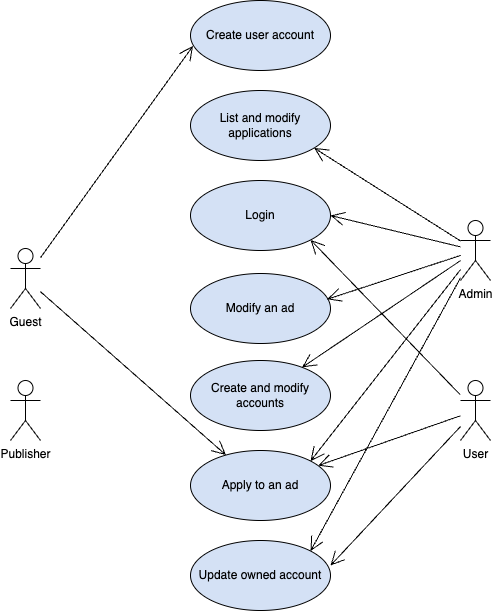 Create user account
List and modify
applications
Login
Guest
Admin
Modify an ad
Create and modify
accounts
Publisher
User
Apply to an ad
Update owned account